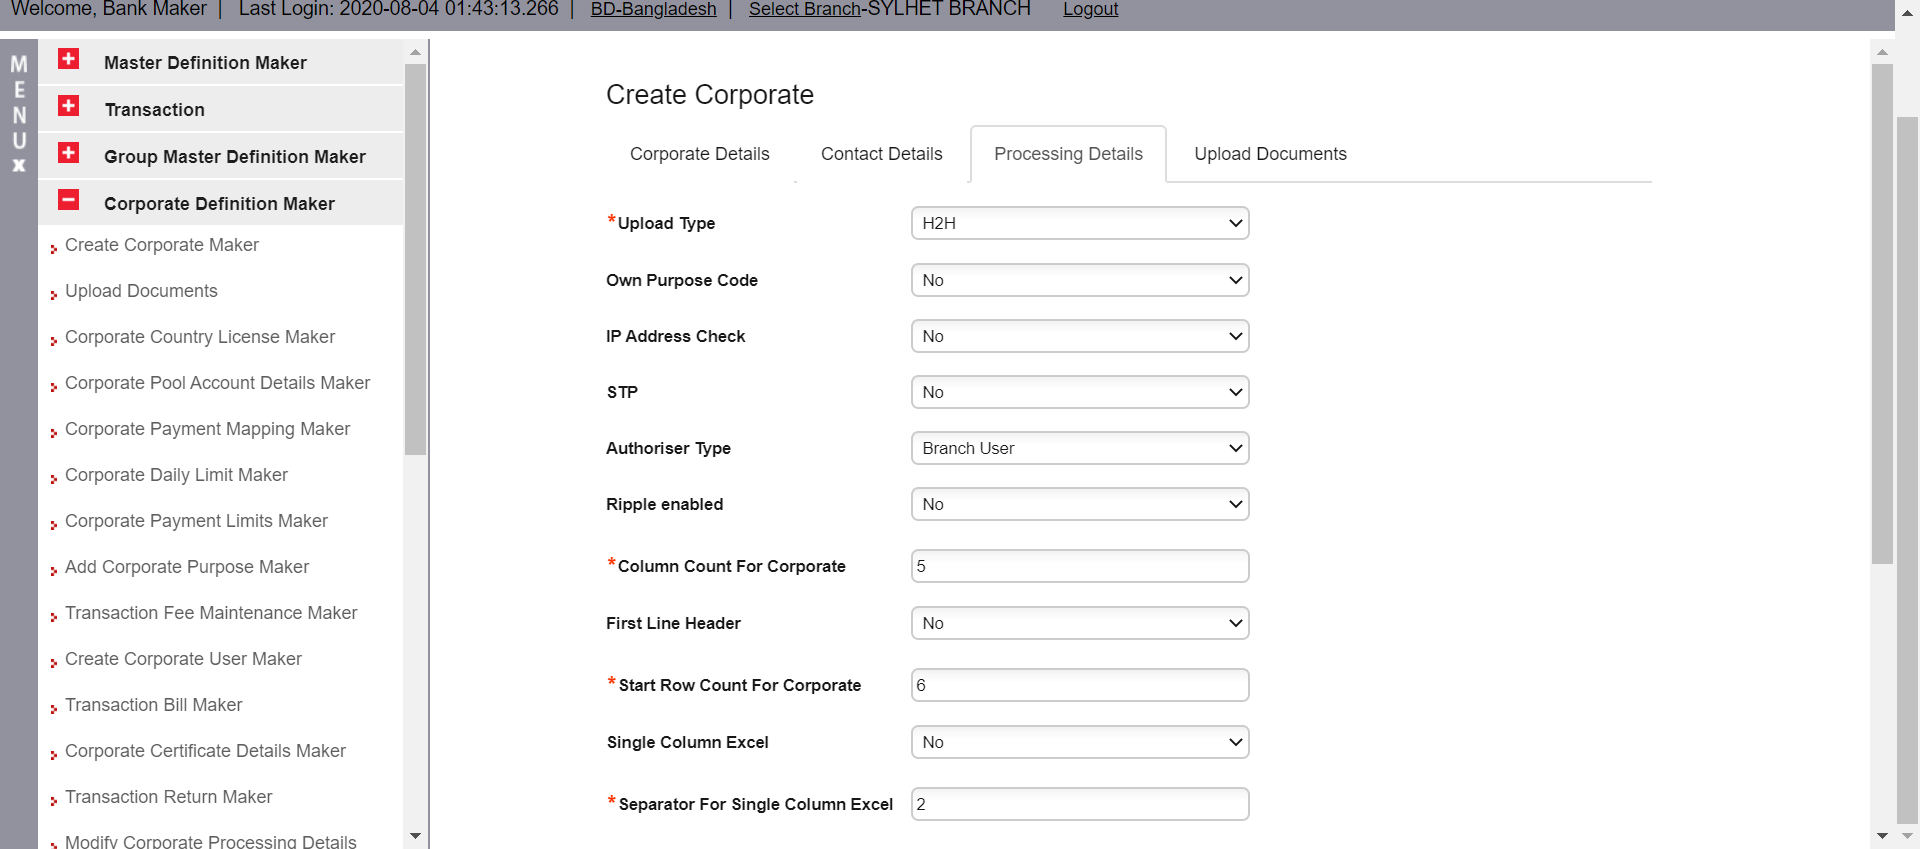 Welcome, Bank Maker | Last Login: 2020-08-04 01:43:13.266 | BD-Bangladesh | Select Branch-SYLHET BRANCH Logout
MENU X
Master Definition Maker
Transaction
Group Master Definition Maker
Corporate Definition Maker
Create Corporate Maker
Upload Documents
Corporate Country License Maker
Corporate Pool Account Details Maker
Corporate Payment Mapping Maker
Corporate Daily Limit Maker
Corporate Payment Limits Maker
Add Corporate Purpose Maker
Transaction Fee Maintenance Maker
Create Corporate User Maker
Transaction Bill Maker
Corporate Certificate Details Maker
Transaction Return Maker
Modify Corporate Processing Details
Create Corporate
Corporate Details Contact Details Processing Details Upload Documents
*Upload Type H2H
Own Purpose Code No
IP Address Check No
STP No
Authoriser Type Branch User
Ripple enabled No
*Column Count For Corporate 5
First Line Header No
*Start Row Count For Corporate 6
Single Column Excel No
*Separator For Single Column Excel 2